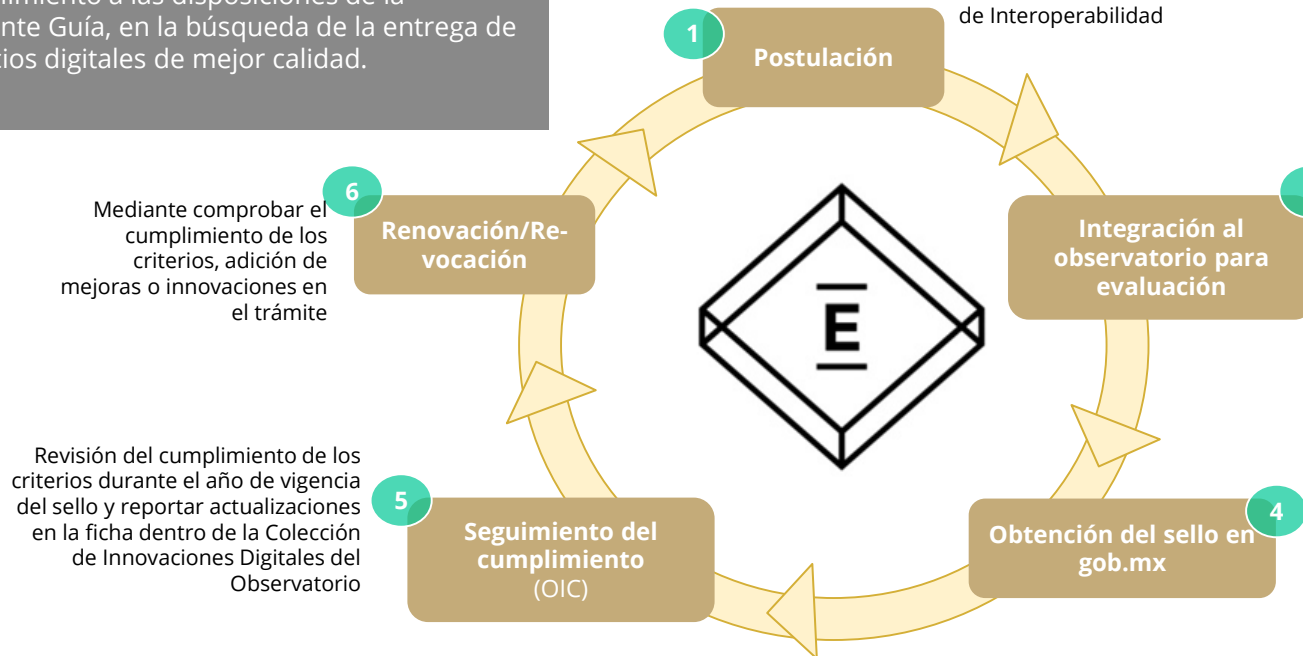 ante Guía, en la búsqueda de la entrega de
cios digitales de mejor calidad.
de Interoperabilidad
1
Postulación
6
Renovación/Re-
vocación
Mediante comprobar el
cumplimiento de los
criterios, adición de
mejoras o innovaciones en
el trámite
Integración al
observatorio para
evaluación
E
Revisión del cumplimiento de los
criterios durante el año de vigencia
del sello y reportar actualizaciones
en la ficha dentro de la Colección
de Innovaciones Digitales del
Observatorio
5
Seguimiento del
cumplimiento
(OIC)
4
Obtención del sello en
gob.mx